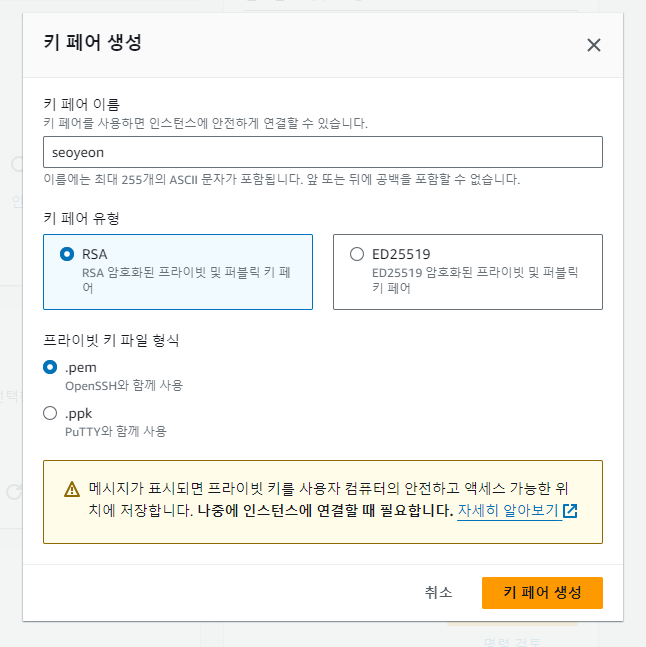 키 페어 생성
키 페어 이름
키 페어를 사용하면 인스턴스에 안전하게 연결할 수 있습니다.
seoyeon
이름에는 최대 255개의 ASCII 문자가 포함됩니다. 앞 또는 뒤에 공백을 포함할 수 없습니다.
키 페어 유형
RSA
RSA 암호화된 프라이빗 및 퍼블릭 키 페
어
ED25519
ED25519 암호화된 프라이빗 및 퍼블릭
키 페어
프라이빗 키 파일 형식
.pem
OpenSSH와 함께 사용
.ppk
PuTTY와 함께 사용
메시지가 표시되면 프라이빗 키를 사용자 컴퓨터의 안전하고 액세스 가능한 위
치에 저장합니다. 나중에 인스턴스에 연결할 때 필요합니다. 자세히 알아보기
취소
키 페어 생성
명령 검토